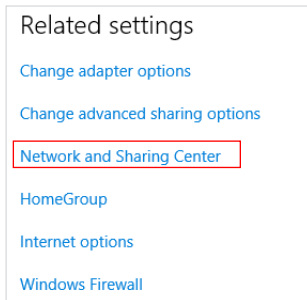 Related settings
Change adapter options
Change advanced sharing options
Network and Sharing Center
HomeGroup
Internet options
Windows Firewall